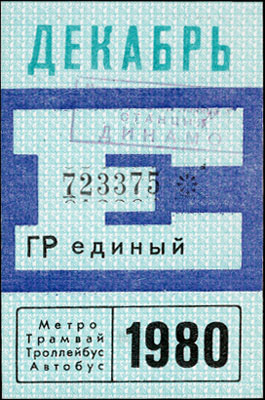 ДЕКАБРЬ
СТАНЦИЯ
ДИНАМО
Е
723375
ГР единый
Метро
Трамвай
Троллейбус
Автобус
1980